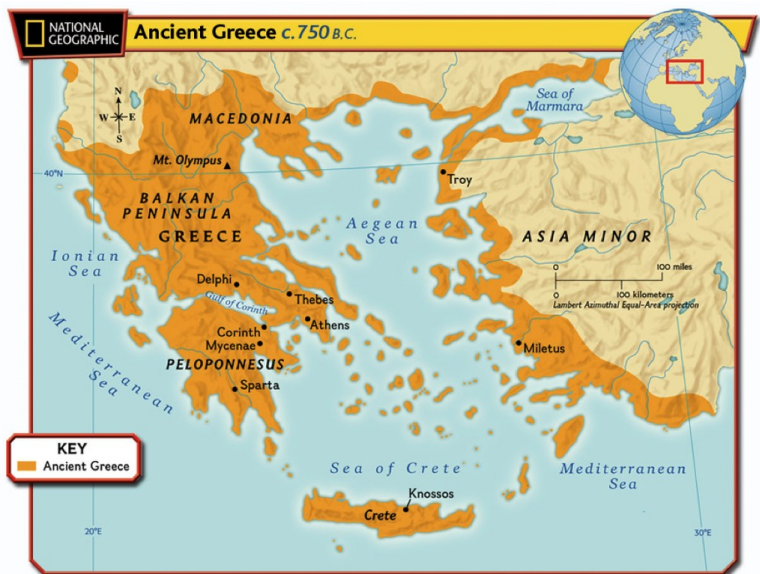 NATIONAL
GEOGRAPHIC
Ancient Greece c.750 B.C.
Sea of
Marmara
N
W E
S
MACEDONIA
Mt. Olympus
40°N
Troy
BALKAN
PENINSULA
GREECE
Aegean
Sea
ASIA MINOR
Ionian
Sea
0 100 miles
0 100 kilometers
Lambert Azimuthal Equal-Area projection
Delphi
Thebes
Gulf of Corinth
Athens
Corinth
Mycenae
Miletus
Mediterranean
Sea
PELOPONNESUS
Sparta
KEY
Ancient Greece
Sea of Crete
Mediterranean
Sea
Knossos
Crete
20°E
30°E